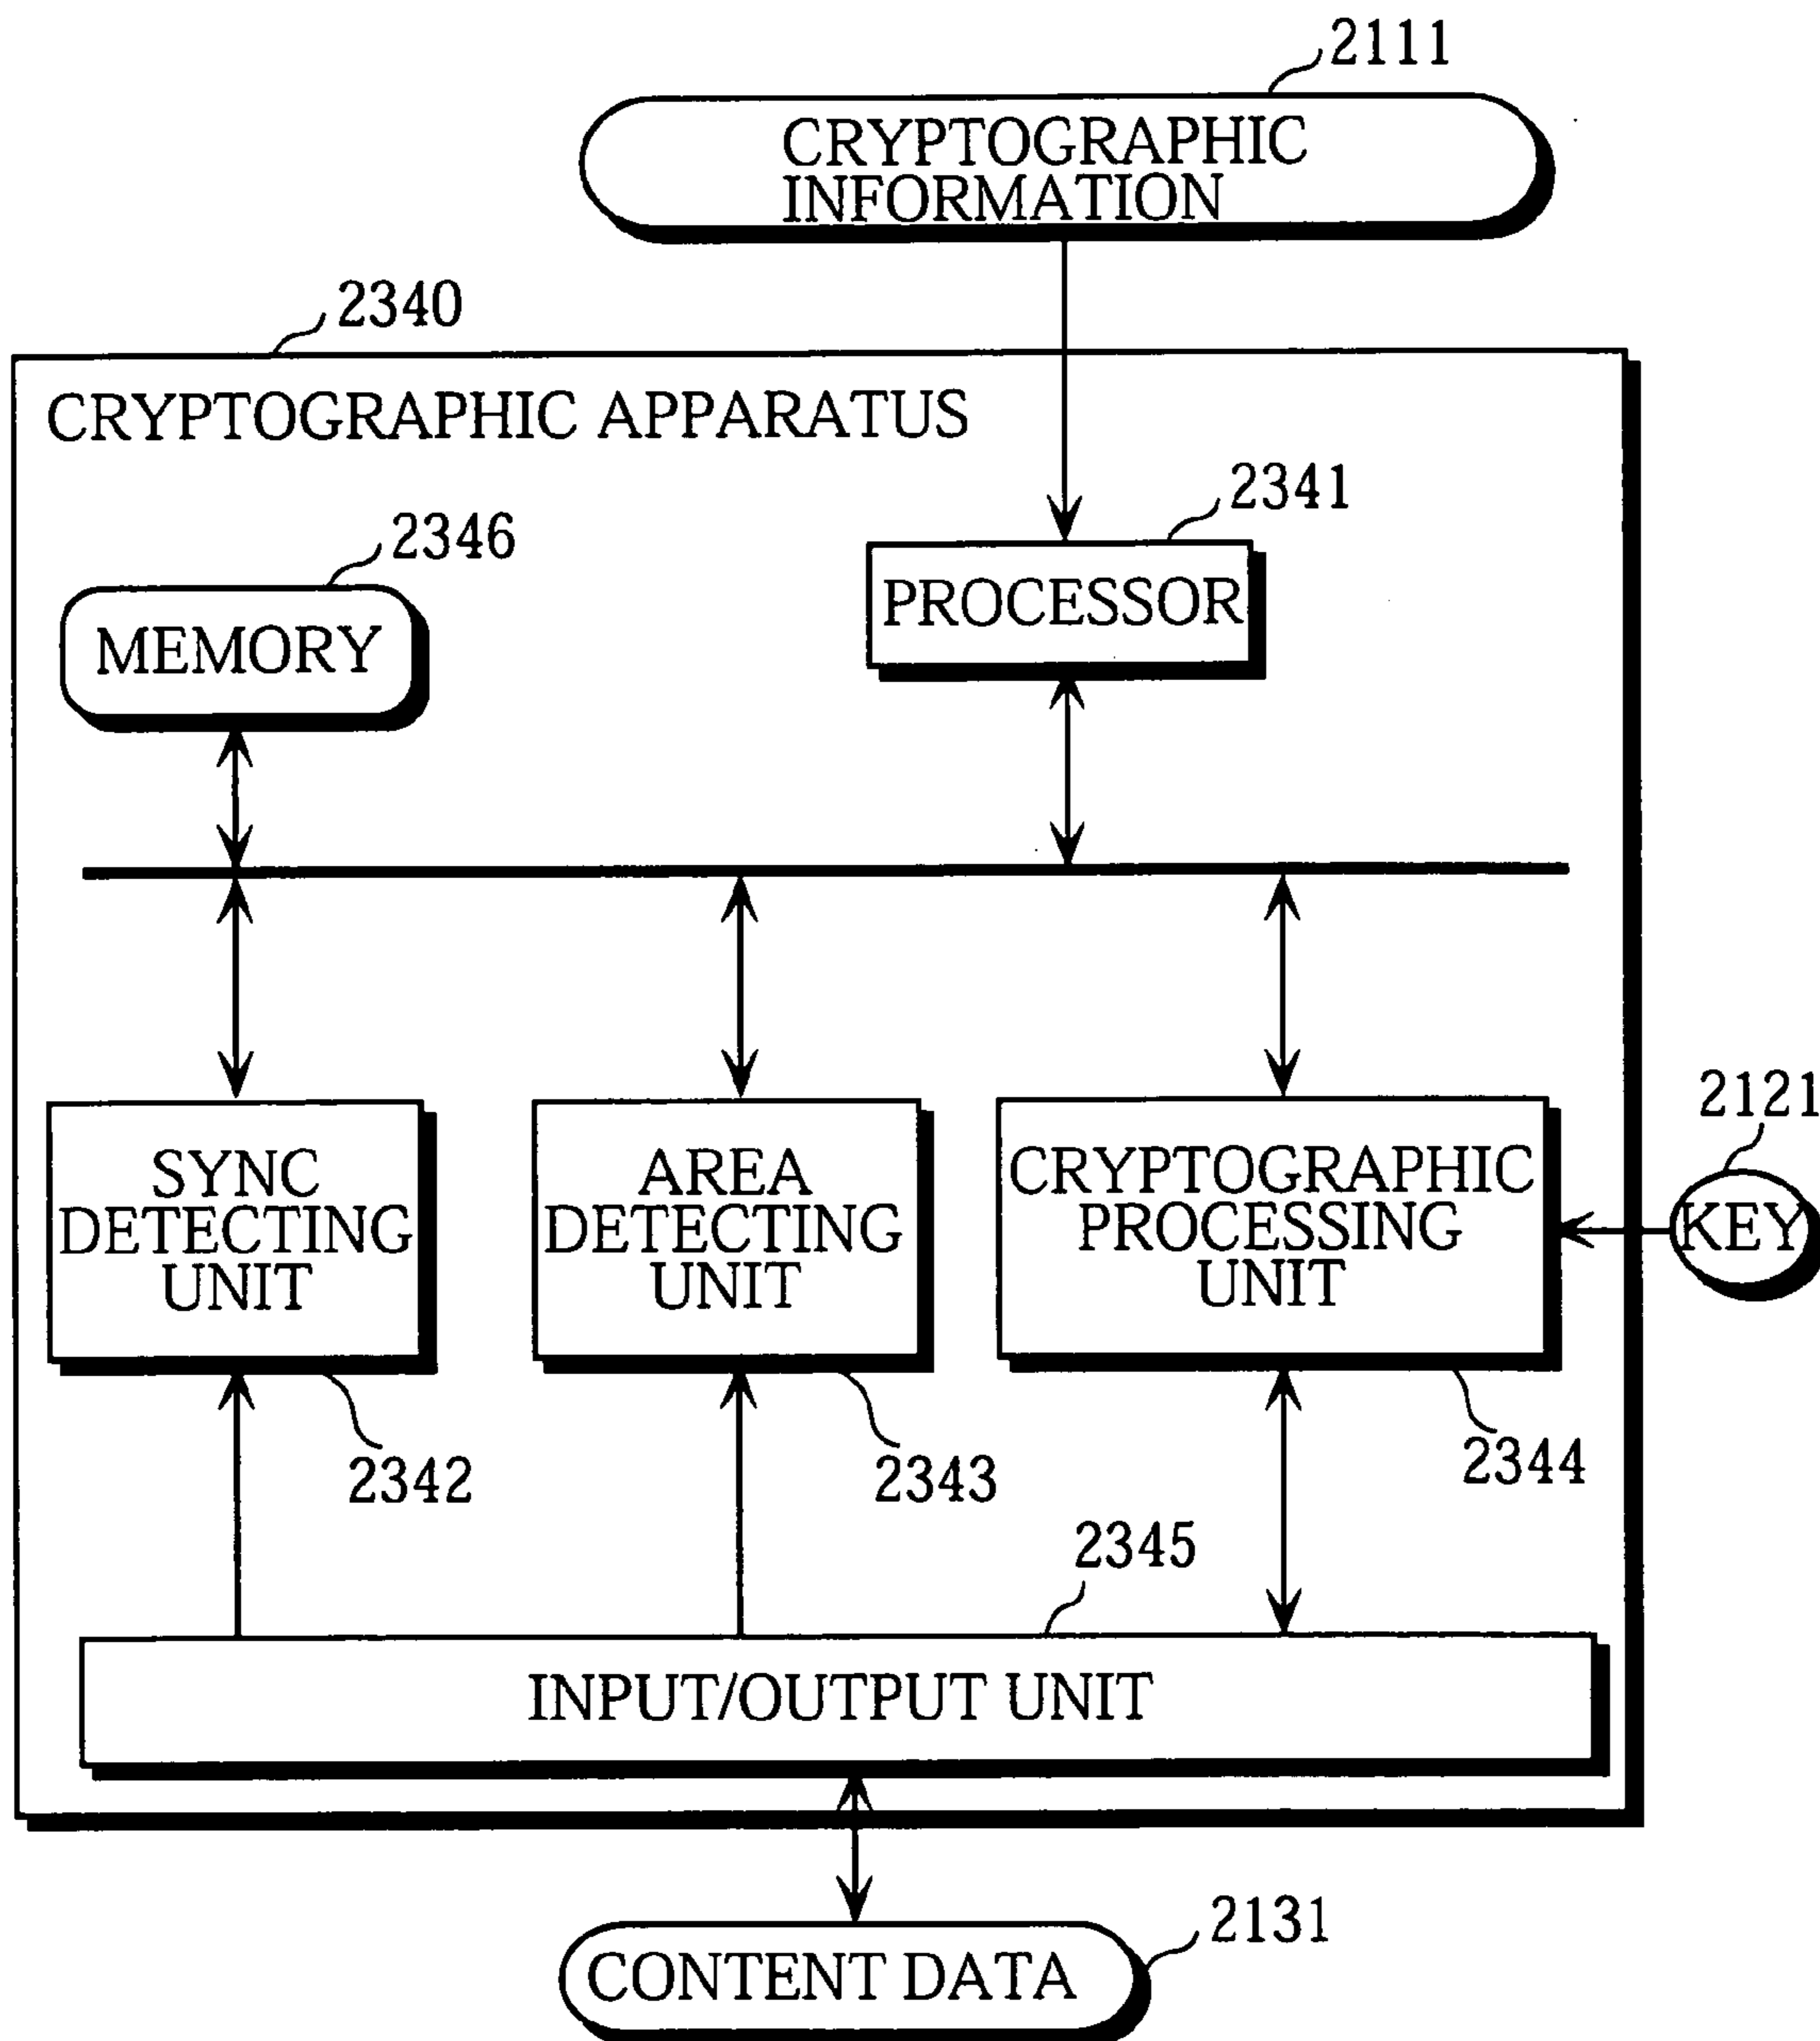 2111
CRYPTOGRAPHIC
INFORMATION
2340
CRYPTOGRAPHIC APPARATUS
2341
2346
PROCESSOR
MEMORY
2121
SYNC
DETECTING
UNIT
AREA
DETECTING
UNIT
CRYPTOGRAPHIC
PROCESSING
UNIT
KEY
2342
2343
2344
2345
INPUT/OUTPUT UNIT
2131
CONTENT DATA